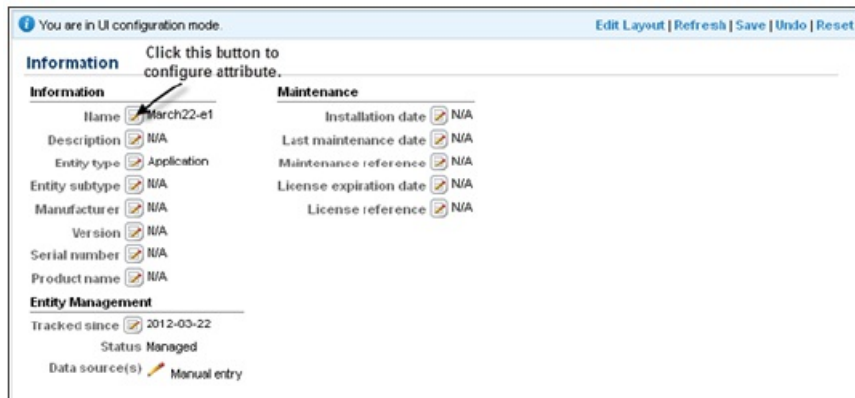 You are in UI configuration mode.
Edit Layout | Refresh | Save | Undo | Reset
Information
Click this button to
configure attribute.
Information
Name March22-e1
Description N/A
Entity type Application
Entity subtype N/A
Manufacturer N/A
Version N/A
Serial number N/A
Product name N/A
Maintenance
Installation date N/A
Last maintenance date N/A
Maintenance reference N/A
License expiration date N/A
License reference N/A
Entity Management
Tracked since 2012-03-22
Status Managed
Data source(s) Manual entry